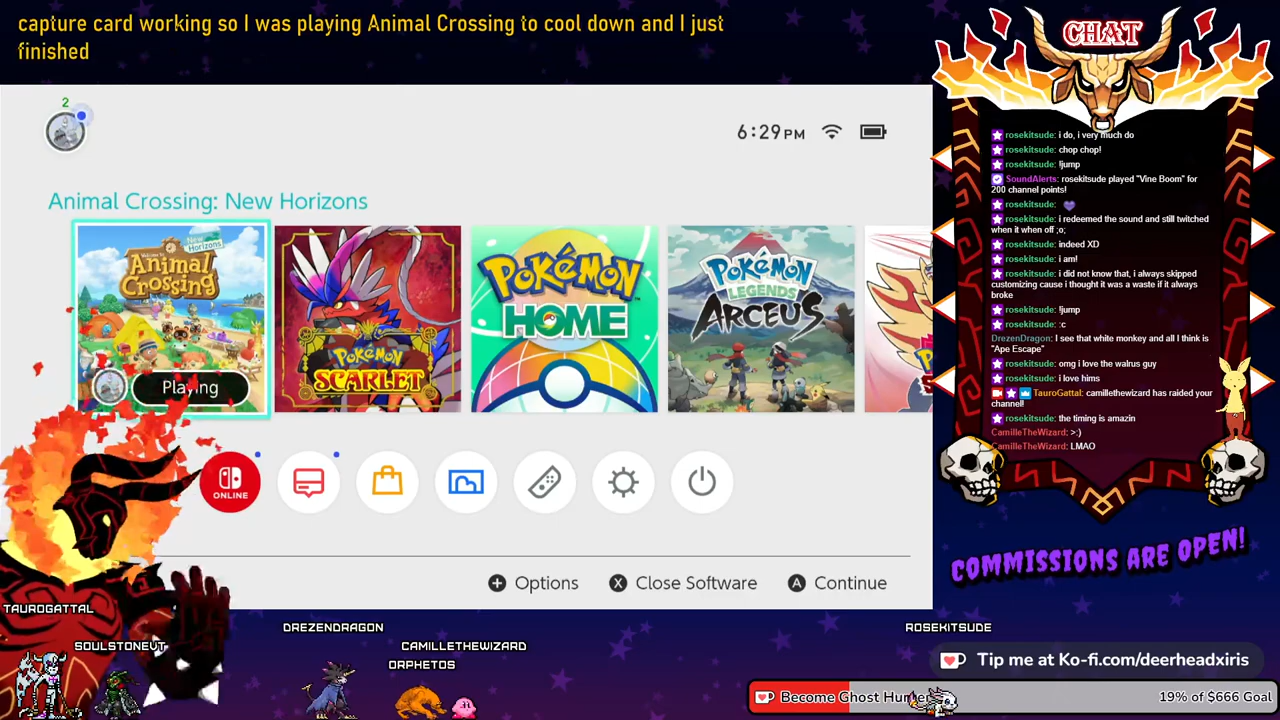 capture card working so I was playing Animal Crossing to cool down and I just
finished
CHAT
2
6:29 PM
Animal Crossing: New Horizons
New Horizons
Welcome to
Animal
Crossing
Playing
Pokémon
SCARLET
POKÉMON
HOME
POKÉMON
LEGENDS
ARCEUS
rosekitsude: i do, i very much do
rosekitsude: chop chop!
rosekitsude: !jump
SoundAlerts: rosekitsude played "Vine Boom" for
200 channel points!
rosekitsude:
rosekitsude: i redeemed the sound and still twitched
when it when off ;o;
rosekitsude: indeed XD
rosekitsude: i am!
rosekitsude: i did not know that, i always skipped
customizing cause i thought it was a waste if it always
broke
rosekitsude: !jump
rosekitsude: :c
DrezenDragon: I see that white monkey and all I think is
"Ape Escape"
rosekitsude: omg i love the walrus guy
rosekitsude: i love hims
TauroGattal: camillethewizard has raided your
channel!
rosekitsude: the timing is amazin
CamilleTheWizard: >:)
CamilleTheWizard: LMAO
ONLINE
+ Options
X Close Software
A Continue
COMMISSIONS ARE OPEN!
TAUROGATTAL
SOULSTONEVT
DREZENDRAGON
CAMILLETHEWIZARD
ORPHETOS
ROSEKITSUDE
Tip me at Ko-fi.com/deerheadxiris
Become Ghost Hunter
19% of $666 Goal